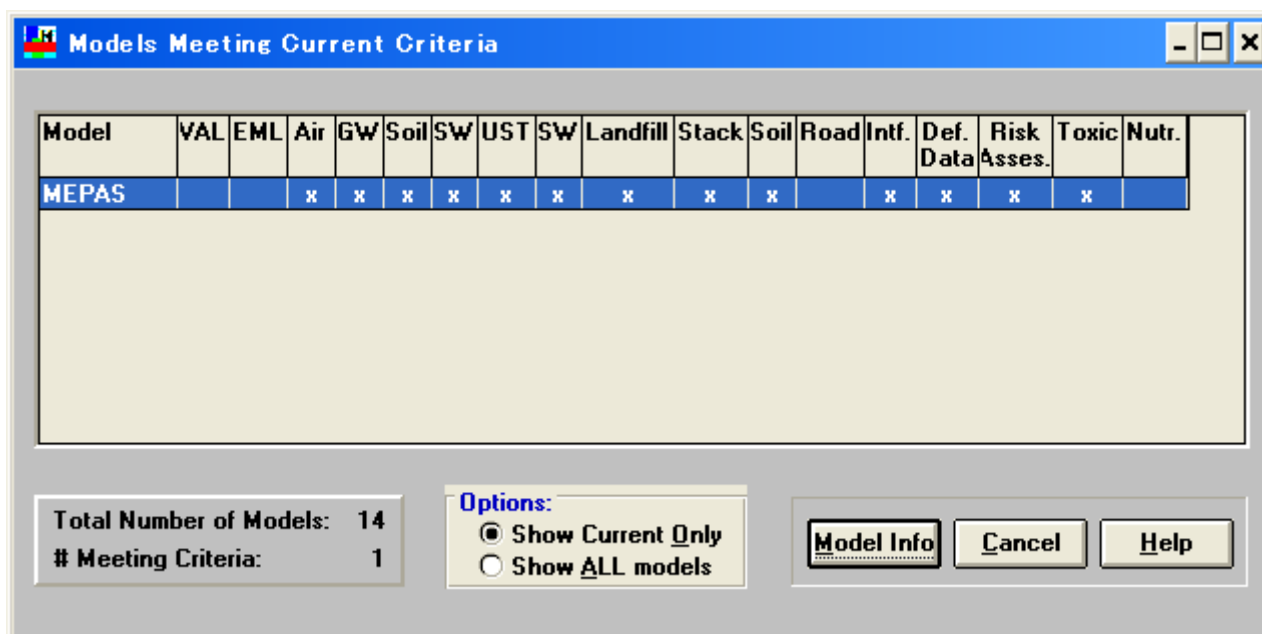 Models Meeting Current Criteria
Model VAL EML Air GW Soil SW UST SW Landfill Stack Soil Road Intf. Def. Data Risk Asses. Toxic Nutr.
MEPAS x x x x x x x x x x x x x
Total Number of Models: 14
# Meeting Criteria: 1
Options:
Show Current Only
Show ALL models
Model Info Cancel Help